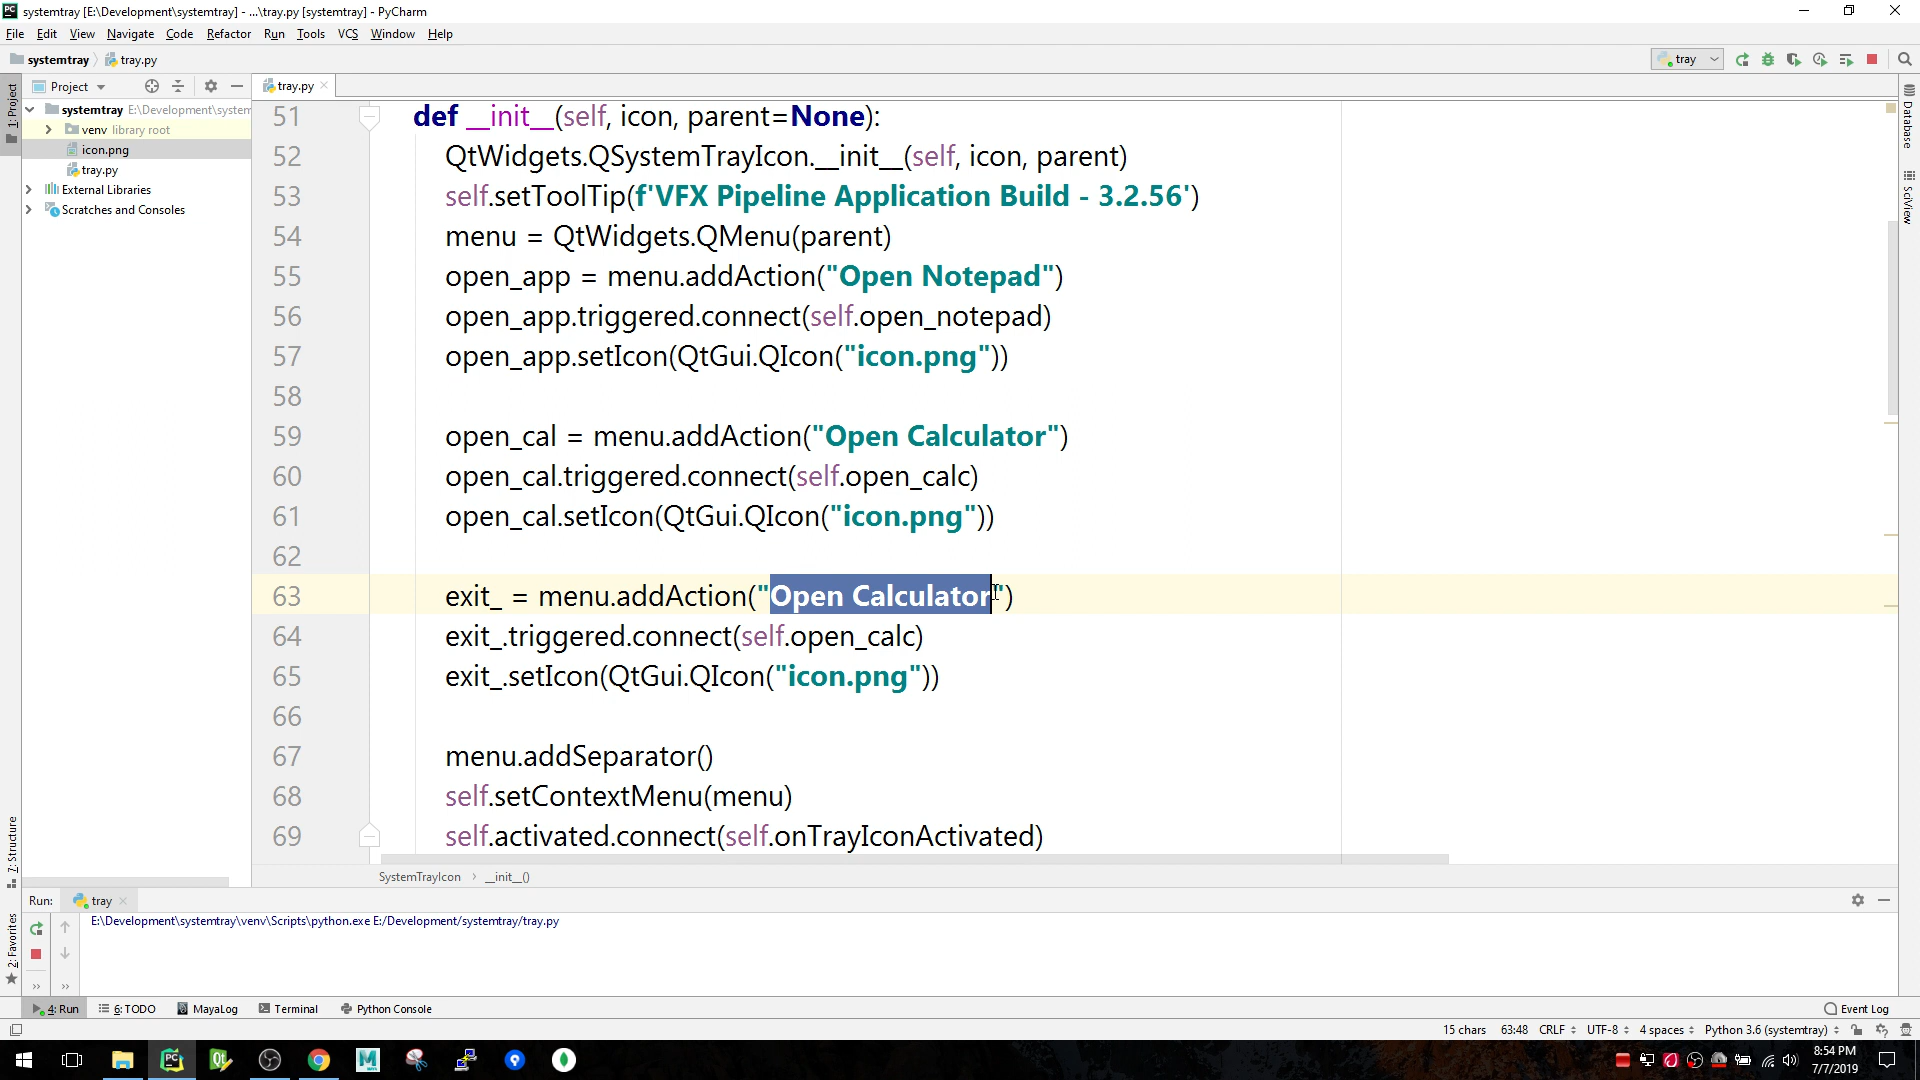 systemtray [E:\Development\systemtray] - ...\tray.py [systemtray] - PyCharm
File Edit View Navigate Code Refactor Run Tools VCS Window Help
systemtray tray.py
tray
Project
tray.py
1: Project
systemtray E:\Development\system
venv library root
icon.png
tray.py
External Libraries
Scratches and Consoles
51 def __init__(self, icon, parent=None):
52 QtWidgets.QSystemTrayIcon.__init__(self, icon, parent)
53 self.setToolTip(f'VFX Pipeline Application Build - 3.2.56')
54 menu = QtWidgets.QMenu(parent)
55 open_app = menu.addAction("Open Notepad")
56 open_app.triggered.connect(self.open_notepad)
57 open_app.setIcon(QtGui.QIcon("icon.png"))
58
59 open_cal = menu.addAction("Open Calculator")
60 open_cal.triggered.connect(self.open_calc)
61 open_cal.setIcon(QtGui.QIcon("icon.png"))
62
63 exit_ = menu.addAction("Open Calculator")
64 exit_.triggered.connect(self.open_calc)
65 exit_.setIcon(QtGui.QIcon("icon.png"))
66
67 menu.addSeparator()
68 self.setContextMenu(menu)
69 self.activated.connect(self.onTrayIconActivated)
SystemTrayIcon › __init__()
Database
SciView
7: Structure
2: Favorites
Run: tray
E:\Development\systemtray\venv\Scripts\python.exe E:/Development/systemtray/tray.py
4: Run 6: TODO MayaLog Terminal Python Console Event Log
15 chars 63:48 CRLF UTF-8 4 spaces Python 3.6 (systemtray)
8:54 PM
7/7/2019